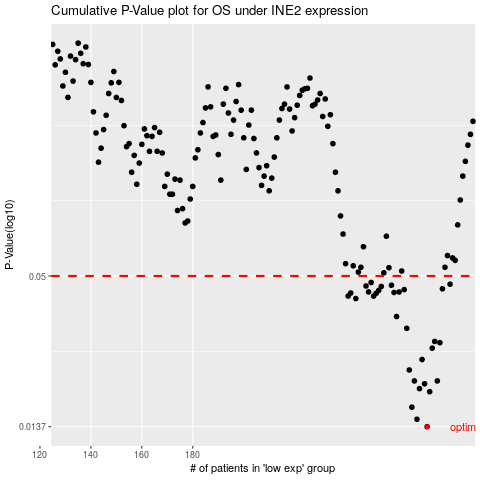 Cumulative P-Value plot for OS under INE2 expression
P-Value(log10)
0.05
0.0137
optim
120 140 160 180
# of patients in 'low exp' group